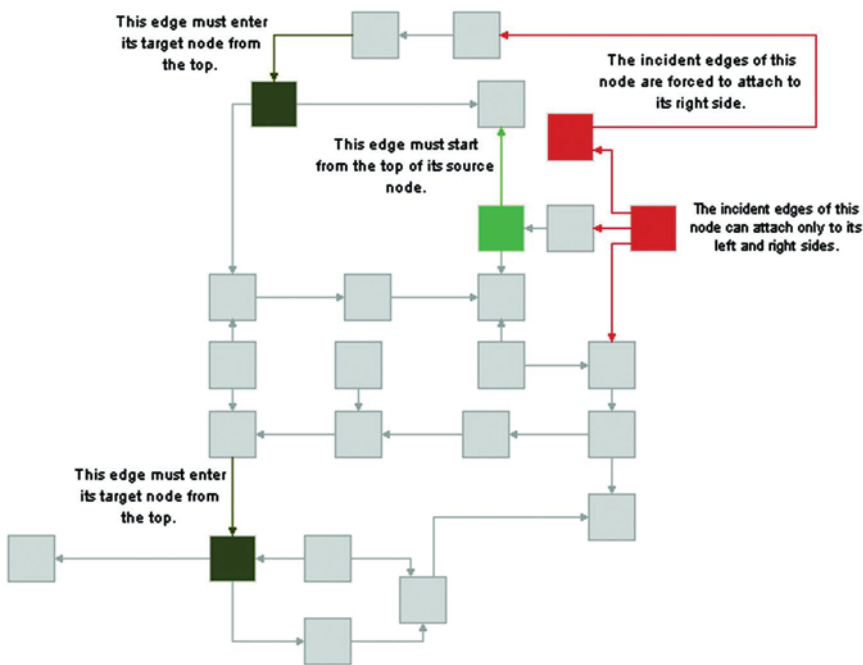 This edge must enter
its target node from
the top.
The incident edges of this
node are forced to attach to
its right side.
This edge must start
from the top of its source
node.
The incident edges of this
node can attach only to its
left and right sides.
This edge must enter
its target node from
the top.